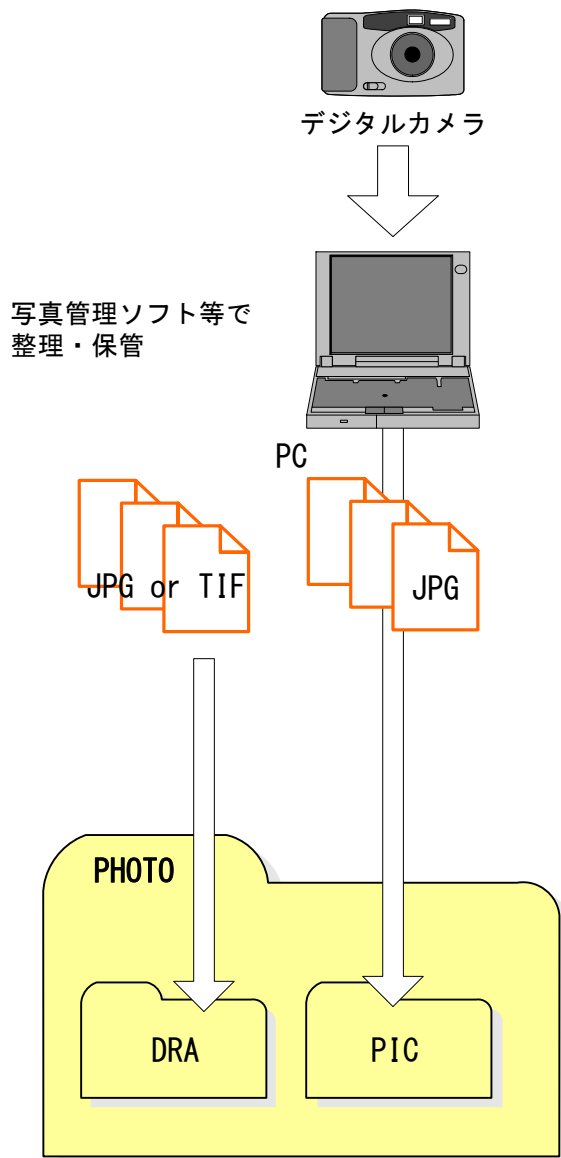 デジタルカメラ
写真管理ソフト等で
整理・保管
PC
JPG or TIF
JPG
PHOTO
DRA
PIC